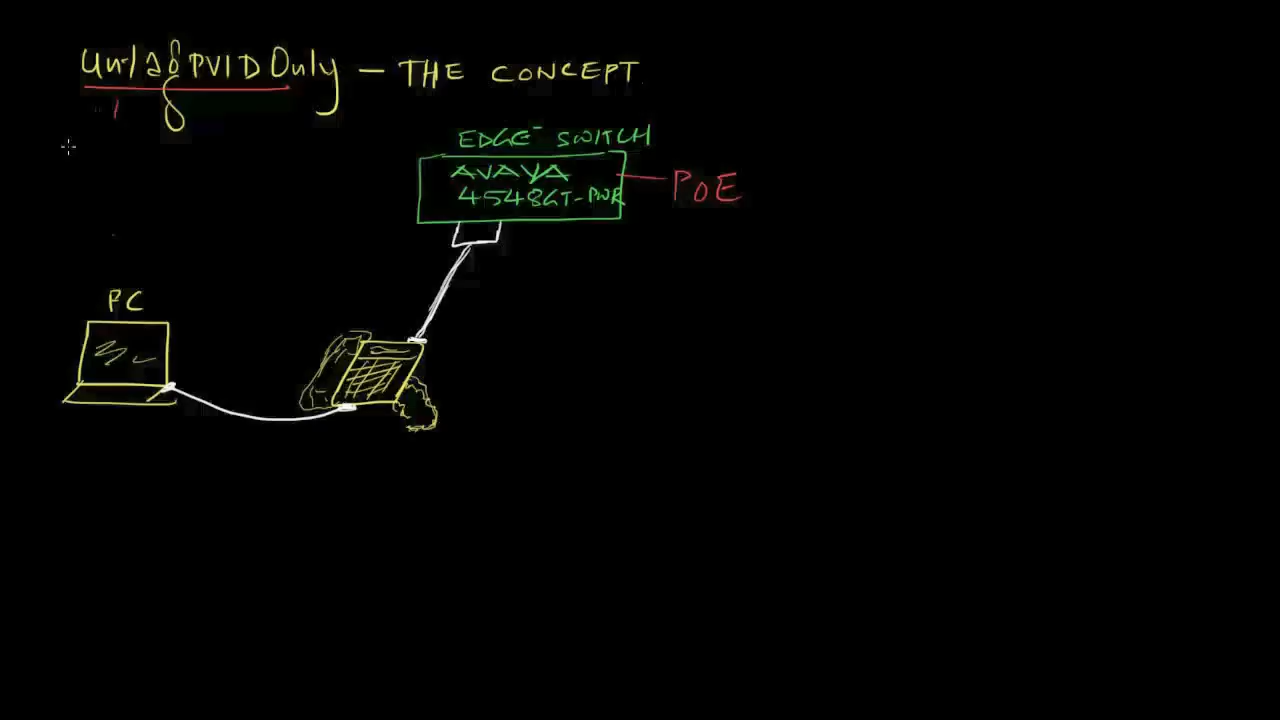 UntagPVIDOnly - THE CONCEPT
EDGE SWITCH
AVAYA
4548GT-PWR
PoE
PC